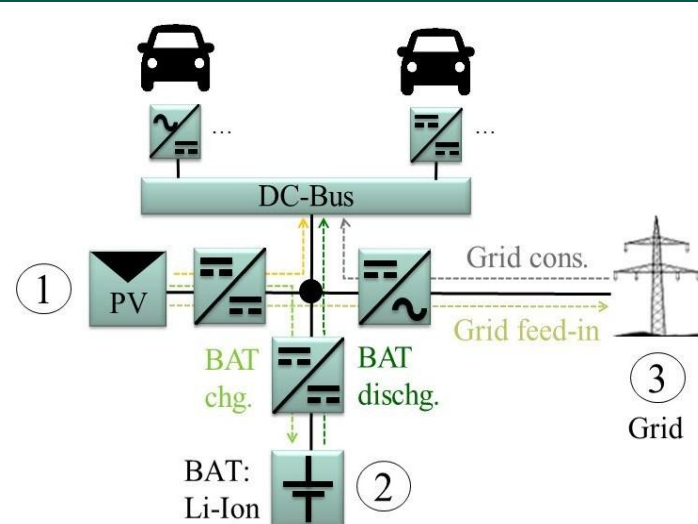 ...
...
DC-Bus
1
PV
Grid cons.
Grid feed-in
BAT
chg.
BAT
dischg.
3
Grid
BAT:
Li-Ion
2